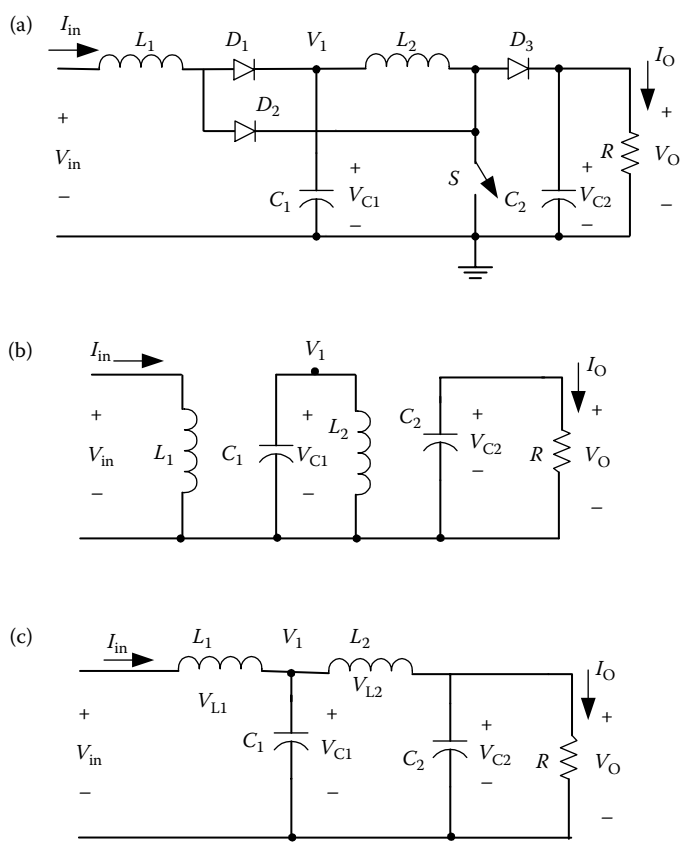 (a)
I_in
L_1 D_1 V_1 L_2 D_3 I_O
D_2
+ +
V_in R V_O
+ S +
– C_1 V_C1 C_2 V_C2 –
– –
(b)
I_in V_1 I_O
+ + C_2 + +
V_in L_1 C_1 V_C1 L_2 V_C2 R V_O
– – – –
(c)
I_in L_1 V_1 L_2 I_O
V_L1 V_L2
+ + + +
V_in C_1 V_C1 C_2 V_C2 R V_O
– – – –